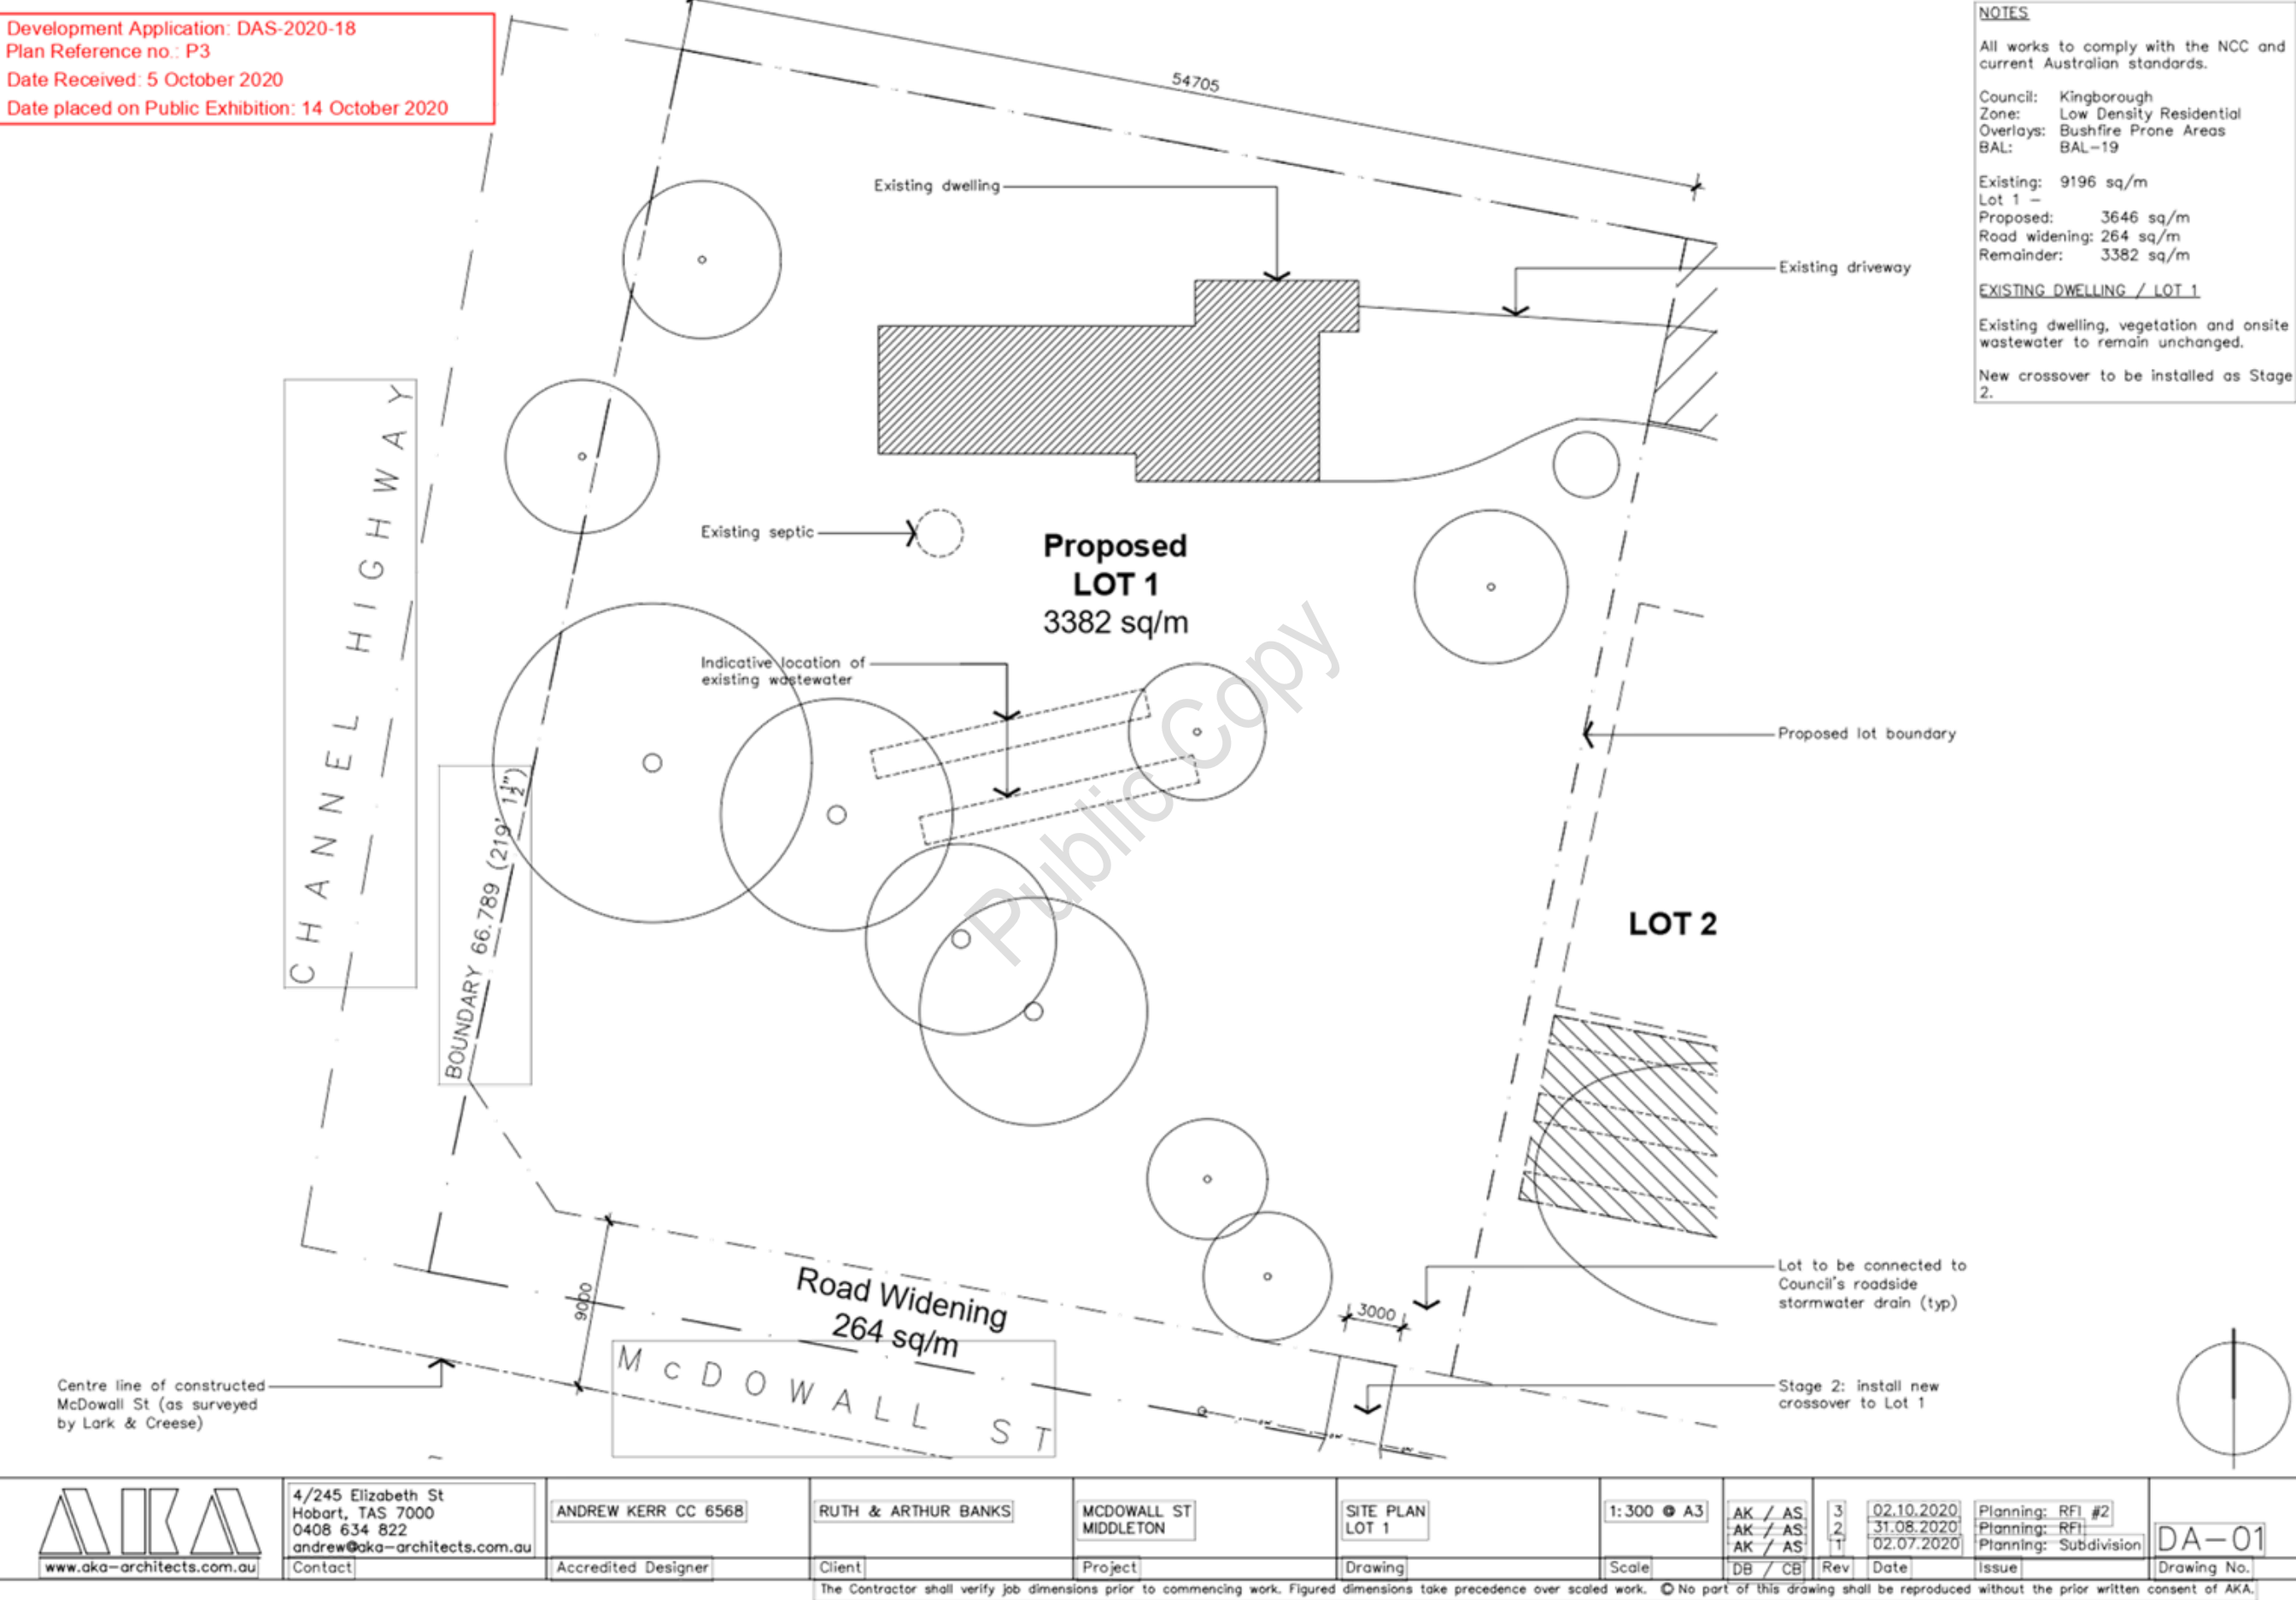 Development Application: DAS-2020-18
Plan Reference no.: P3
Date Received: 5 October 2020
Date placed on Public Exhibition: 14 October 2020
NOTES
All works to comply with the NCC and
current Australian standards.
Council: Kingborough
Zone: Low Density Residential
Overlays: Bushfire Prone Areas
BAL: BAL-19
Existing: 9196 sq/m
Lot 1 -
Proposed: 3646 sq/m
Road widening: 264 sq/m
Remainder: 3382 sq/m
EXISTING DWELLING / LOT 1
Existing dwelling, vegetation and onsite
wastewater to remain unchanged.
New crossover to be installed as Stage
2.
54705
Existing dwelling
Existing driveway
CHANNEL HIGHWAY
Existing septic
Proposed
LOT 1
3382 sq/m
Indicative location of
existing wastewater
Public Copy
Proposed lot boundary
BOUNDARY 66.789 (219' 1½")
LOT 2
Road Widening
264 sq/m
9000
3000
McDOWALL ST
Lot to be connected to
Council's roadside
stormwater drain (typ)
Centre line of constructed
McDowall St (as surveyed
by Lark & Creese)
Stage 2: install new
crossover to Lot 1
AKA
www.aka-architects.com.au
4/245 Elizabeth St
Hobart, TAS 7000
0408 634 822
andrew@aka-architects.com.au
Contact
ANDREW KERR CC 6568
Accredited Designer
RUTH & ARTHUR BANKS
Client
MCDOWALL ST
MIDDLETON
Project
SITE PLAN
LOT 1
Drawing
1:300 @ A3
Scale
AK / AS 3 02.10.2020 Planning: RFI #2
AK / AS 2 31.08.2020 Planning: RFI
AK / AS 1 02.07.2020 Planning: Subdivision
DB / CB Rev Date Issue
DA-01
Drawing No.
The Contractor shall verify job dimensions prior to commencing work. Figured dimensions take precedence over scaled work. © No part of this drawing shall be reproduced without the prior written consent of AKA.